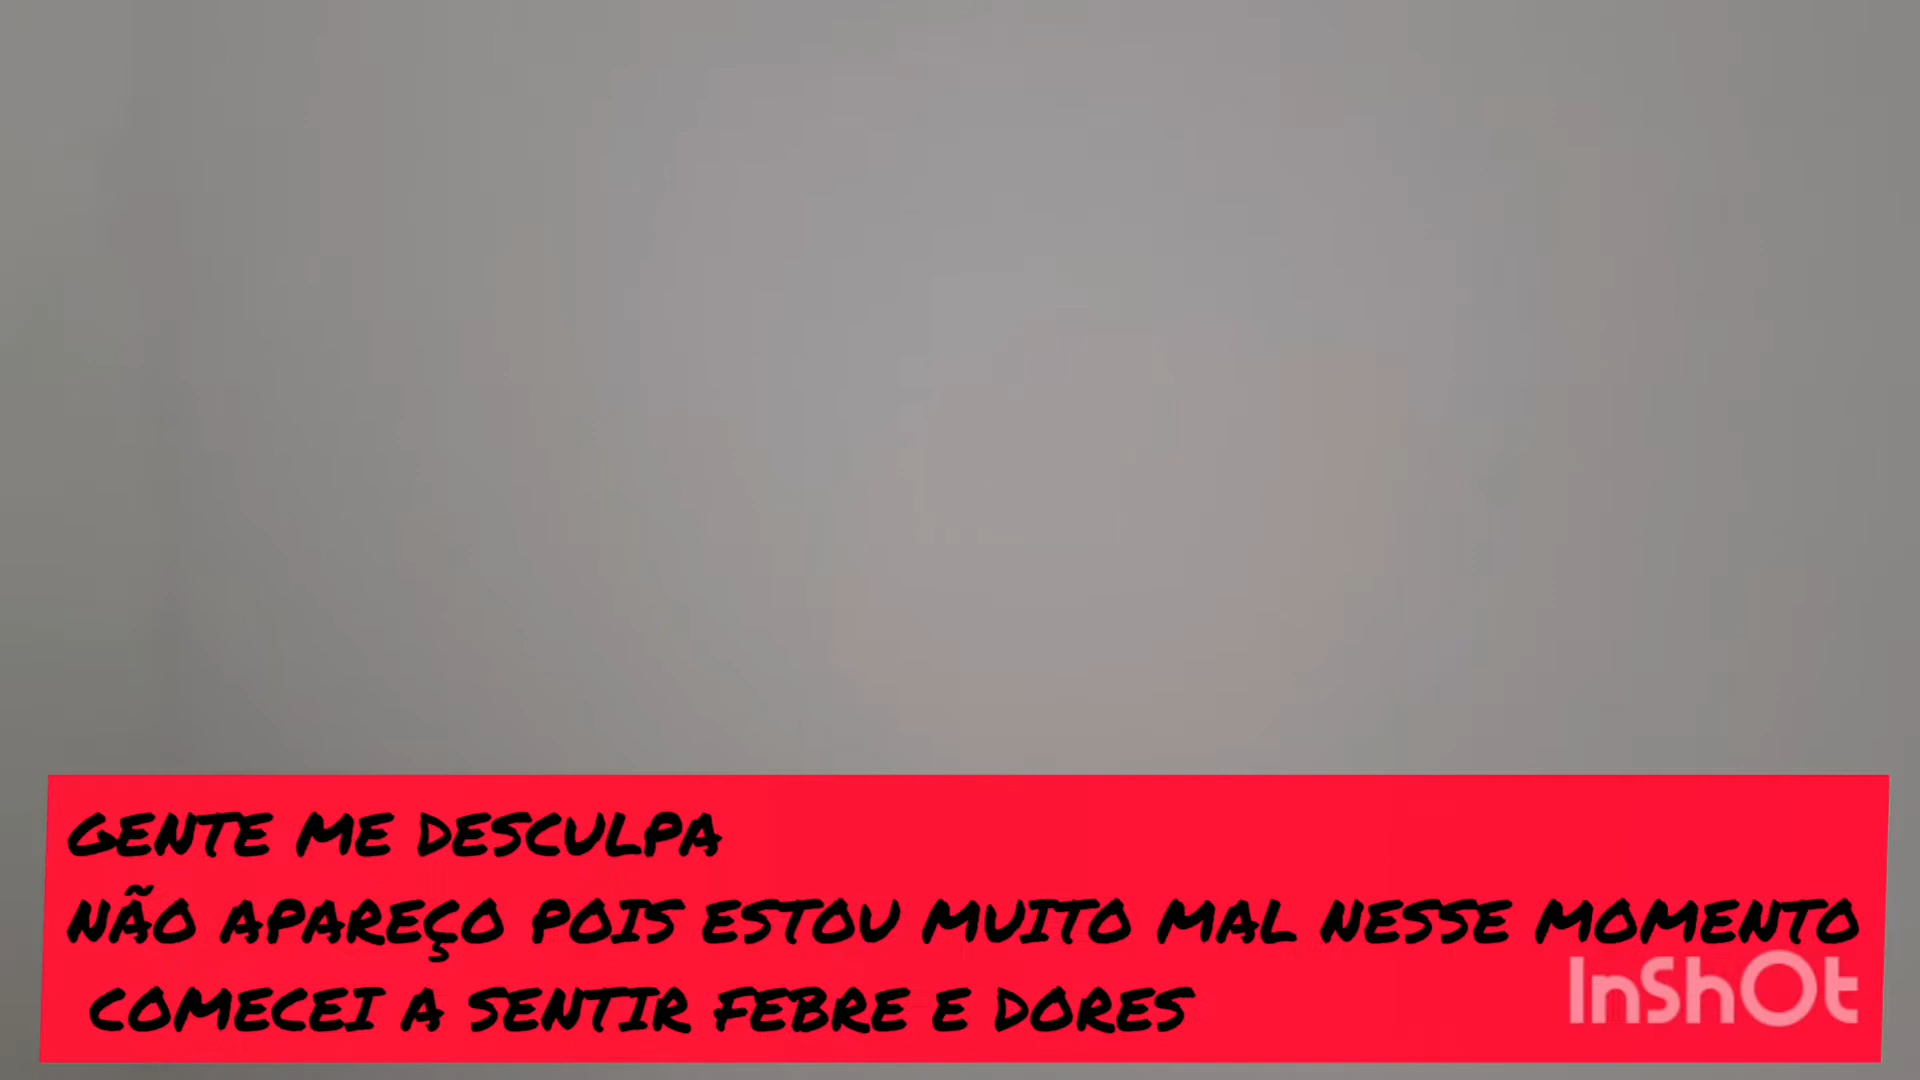 GENTE ME DESCULPA
NÃO APAREÇO POIS ESTOU MUITO MAL NESSE MOMENTO
COMECEI A SENTIR FEBRE E DORES
InShOt